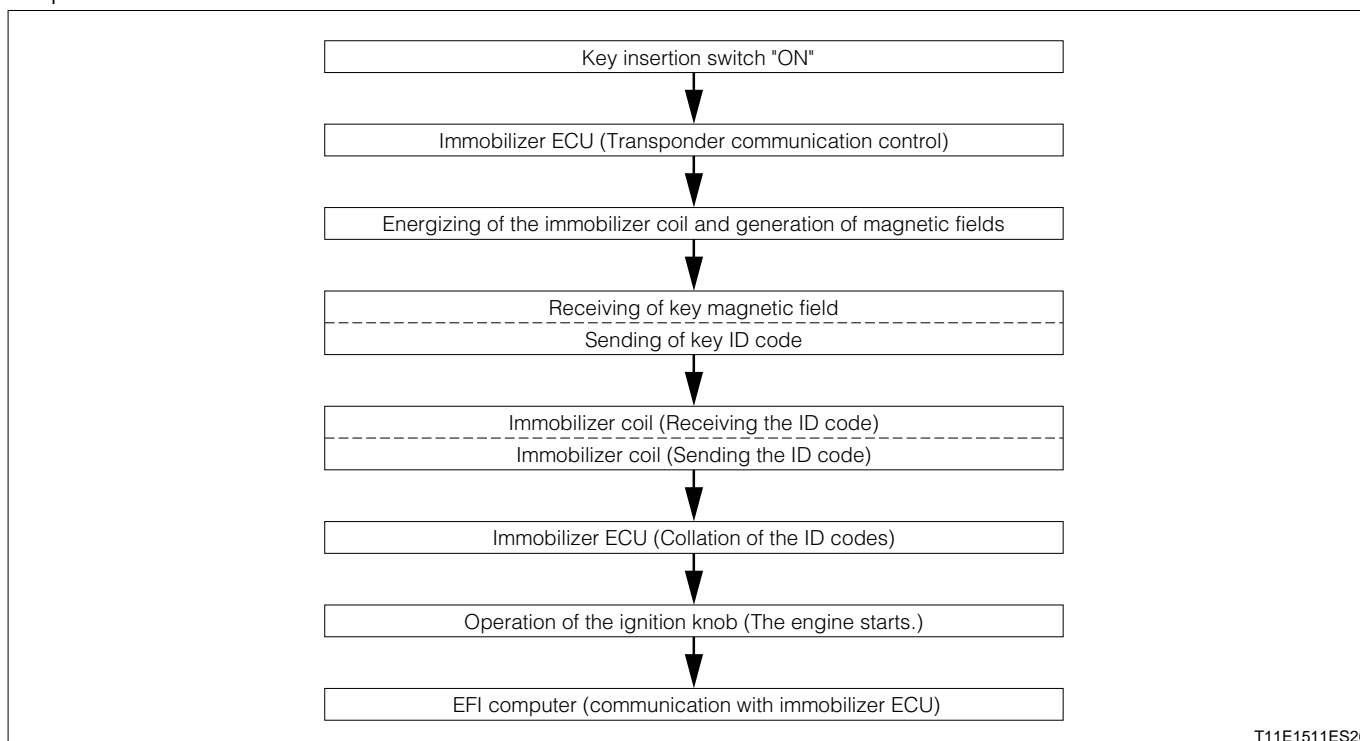 Key insertion switch "ON"
Immobilizer ECU (Transponder communication control)
Energizing of the immobilizer coil and generation of magnetic fields
Receiving of key magnetic field
Sending of key ID code
Immobilizer coil (Receiving the ID code)
Immobilizer coil (Sending the ID code)
Immobilizer ECU (Collation of the ID codes)
Operation of the ignition knob (The engine starts.)
EFI computer (communication with immobilizer ECU)